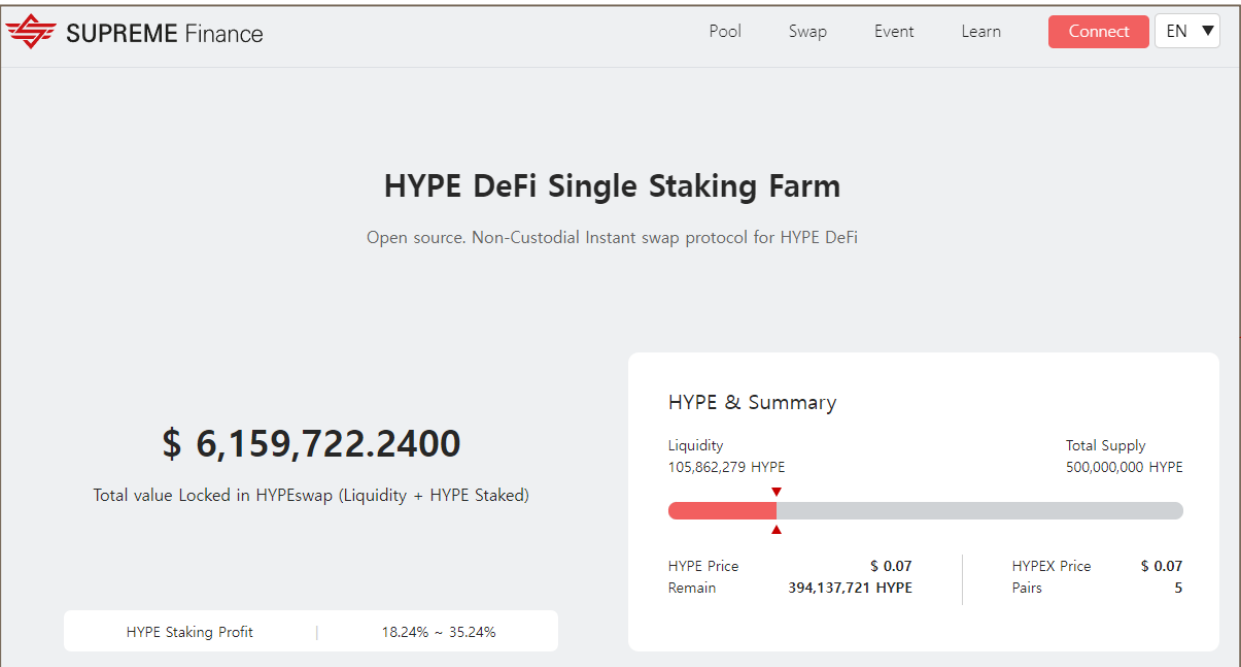 SUPREME Finance
Pool Swap Event Learn Connect EN ▼
HYPE DeFi Single Staking Farm
Open source. Non-Custodial Instant swap protocol for HYPE DeFi
$ 6,159,722.2400
Total value Locked in HYPEswap (Liquidity + HYPE Staked)
HYPE Staking Profit | 18.24% ~ 35.24%
HYPE & Summary
Liquidity Total Supply
105,862,279 HYPE 500,000,000 HYPE
HYPE Price $ 0.07 HYPEX Price $ 0.07
Remain 394,137,721 HYPE Pairs 5